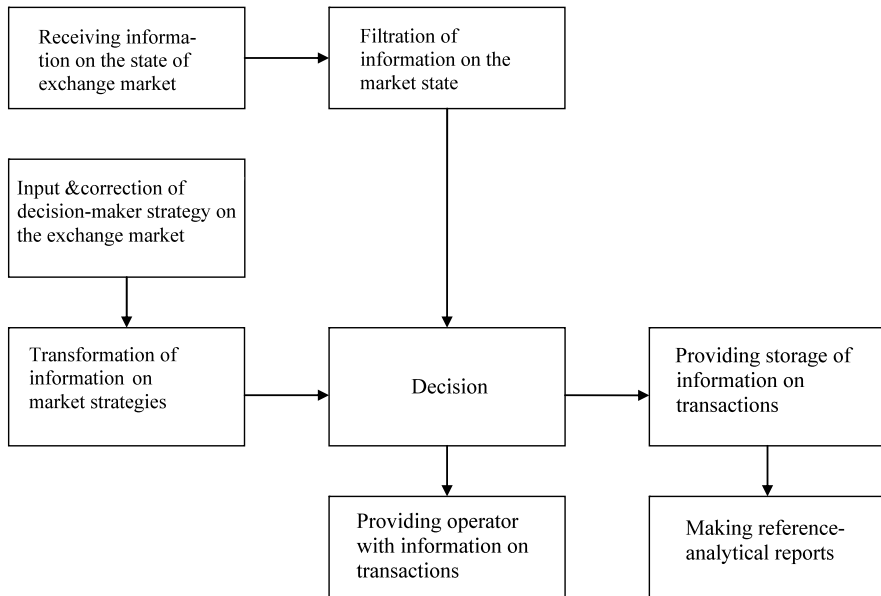 Receiving informa-
tion on the state of
exchange market
Filtration of
information on the
market state
Input &correction of
decision-maker strategy on
the exchange market
Transformation of
information on
market strategies
Decision
Providing storage of
information on
transactions
Providing operator
with information on
transactions
Making reference-
analytical reports